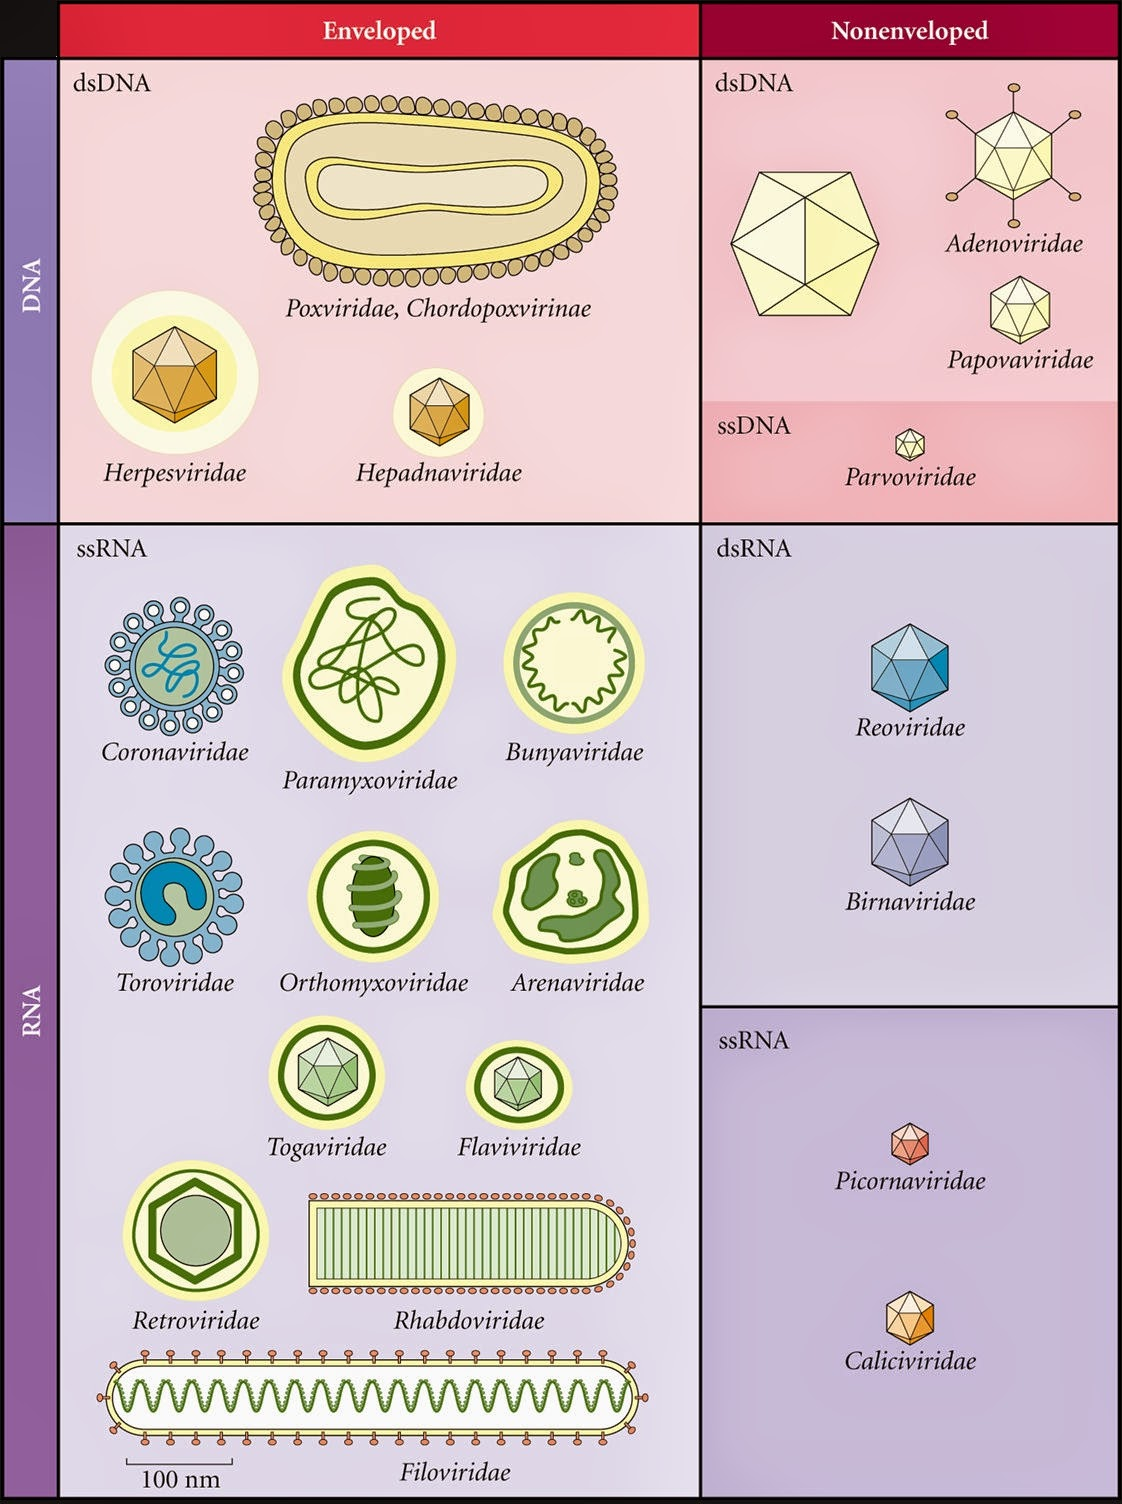 Enveloped
Nonenveloped
DNA
dsDNA
Poxviridae, Chordopoxvirinae
Herpesviridae
Hepadnaviridae
dsDNA
Adenoviridae
Papovaviridae
ssDNA
Parvoviridae
RNA
ssRNA
Coronaviridae
Paramyxoviridae
Bunyaviridae
Toroviridae
Orthomyxoviridae
Arenaviridae
Togaviridae
Flaviviridae
Retroviridae
Rhabdoviridae
Filoviridae
100 nm
dsRNA
Reoviridae
Birnaviridae
ssRNA
Picornaviridae
Caliciviridae